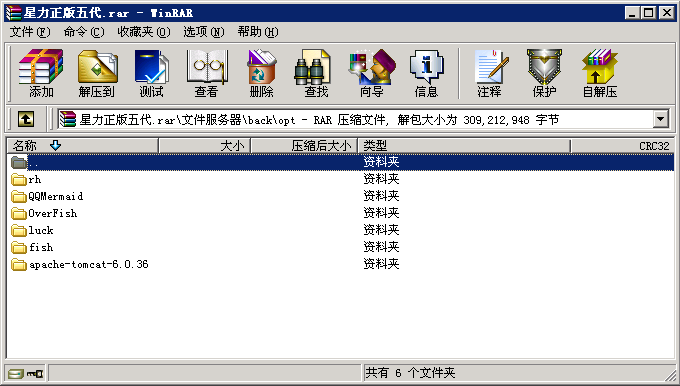 星力正版五代.rar - WinRAR
文件(F) 命令(C) 收藏夹(O) 选项(N) 帮助(H)
添加 解压到 测试 查看 删除 查找 向导 信息 注释 保护 自解压
星力正版五代.rar\文件服务器\back\opt - RAR 压缩文件, 解包大小为 309,212,948 字节
名称 大小 压缩后大小 类型 CRC32
.. 资料夹
rh 资料夹
QQMermaid 资料夹
OverFish 资料夹
luck 资料夹
fish 资料夹
apache-tomcat-6.0.36 资料夹
共有 6 个文件夹